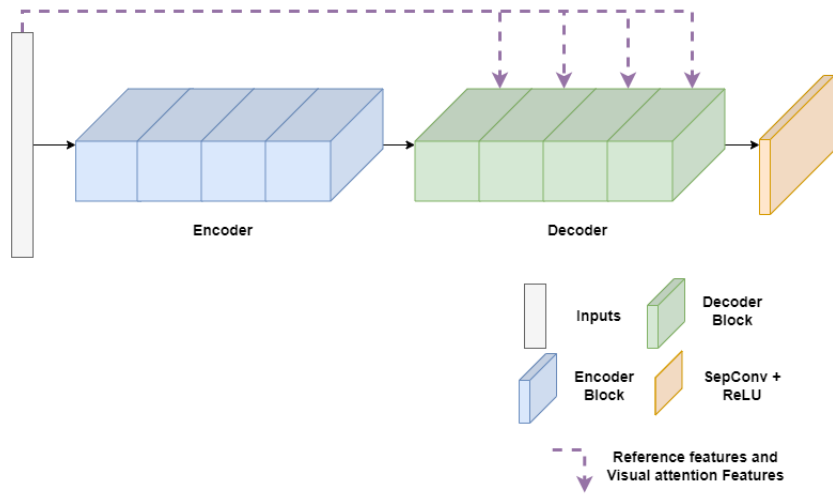 Encoder
Decoder
Inputs
Decoder
Block
Encoder
Block
SepConv +
ReLU
Reference features and
Visual attention Features